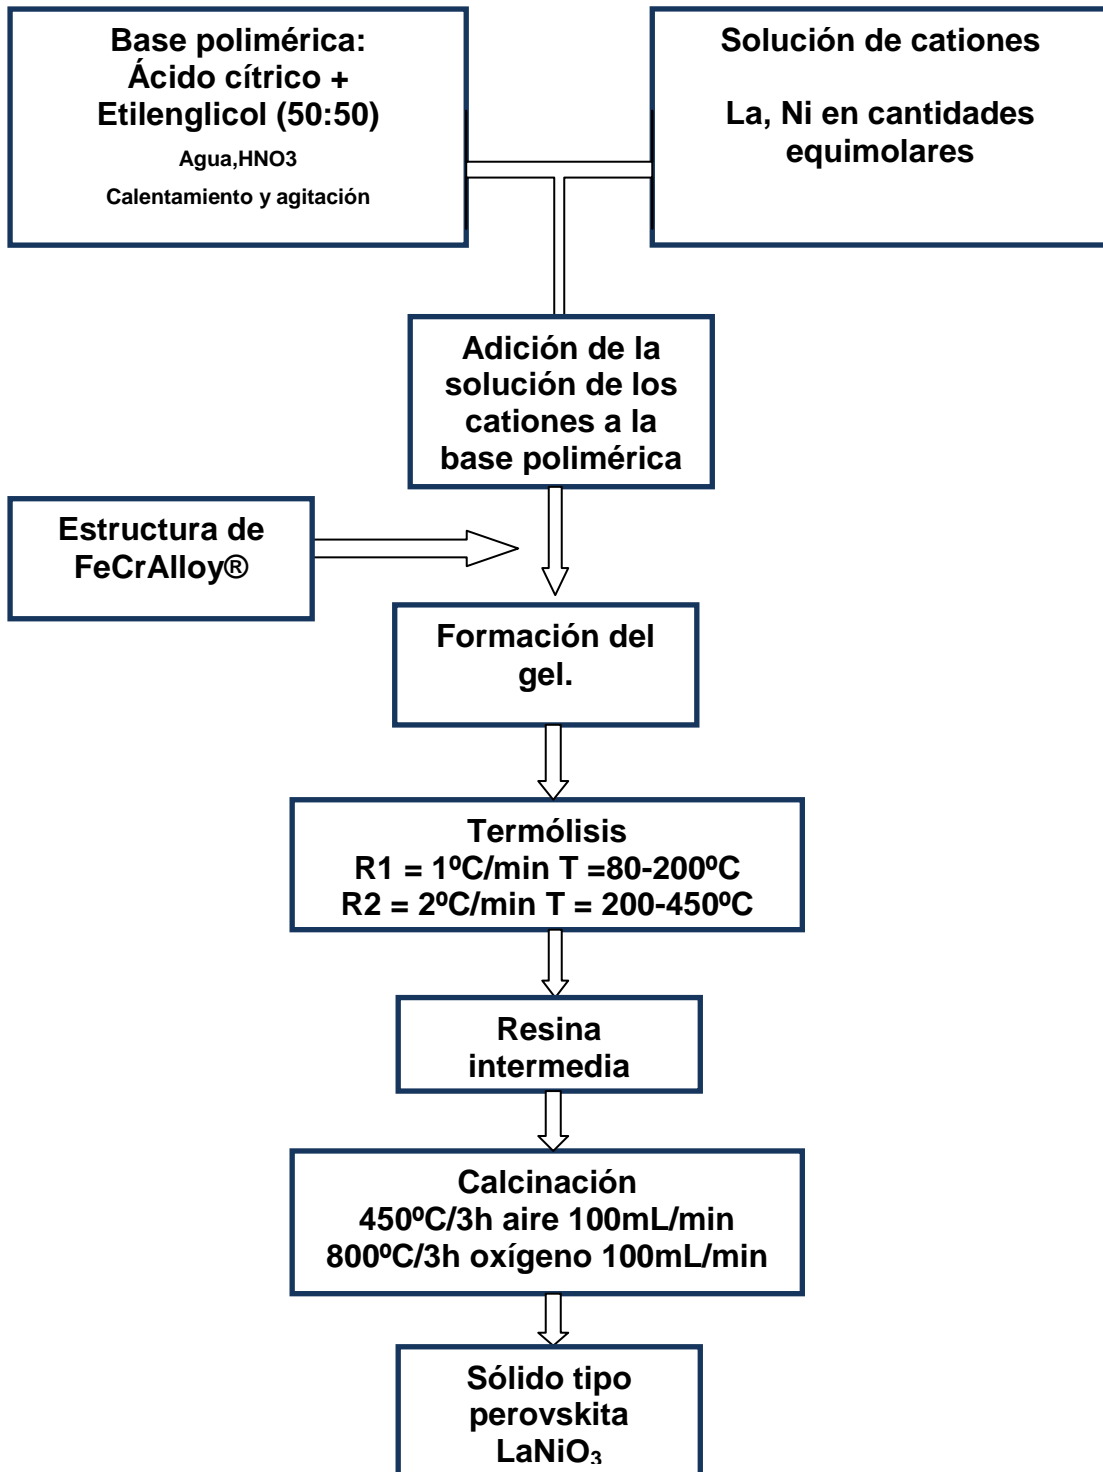 Base polimérica:
Ácido cítrico +
Etilenglicol (50:50)
Agua,HNO3
Calentamiento y agitación
Solución de cationes
La, Ni en cantidades
equimolares
Adición de la
solución de los
cationes a la
base polimérica
Estructura de
FeCrAlloy®
Formación del
gel.
Termólisis
R1 = 1ºC/min T =80-200ºC
R2 = 2ºC/min T = 200-450ºC
Resina
intermedia
Calcinación
450ºC/3h aire 100mL/min
800ºC/3h oxígeno 100mL/min
Sólido tipo
perovskita
LaNiO₃